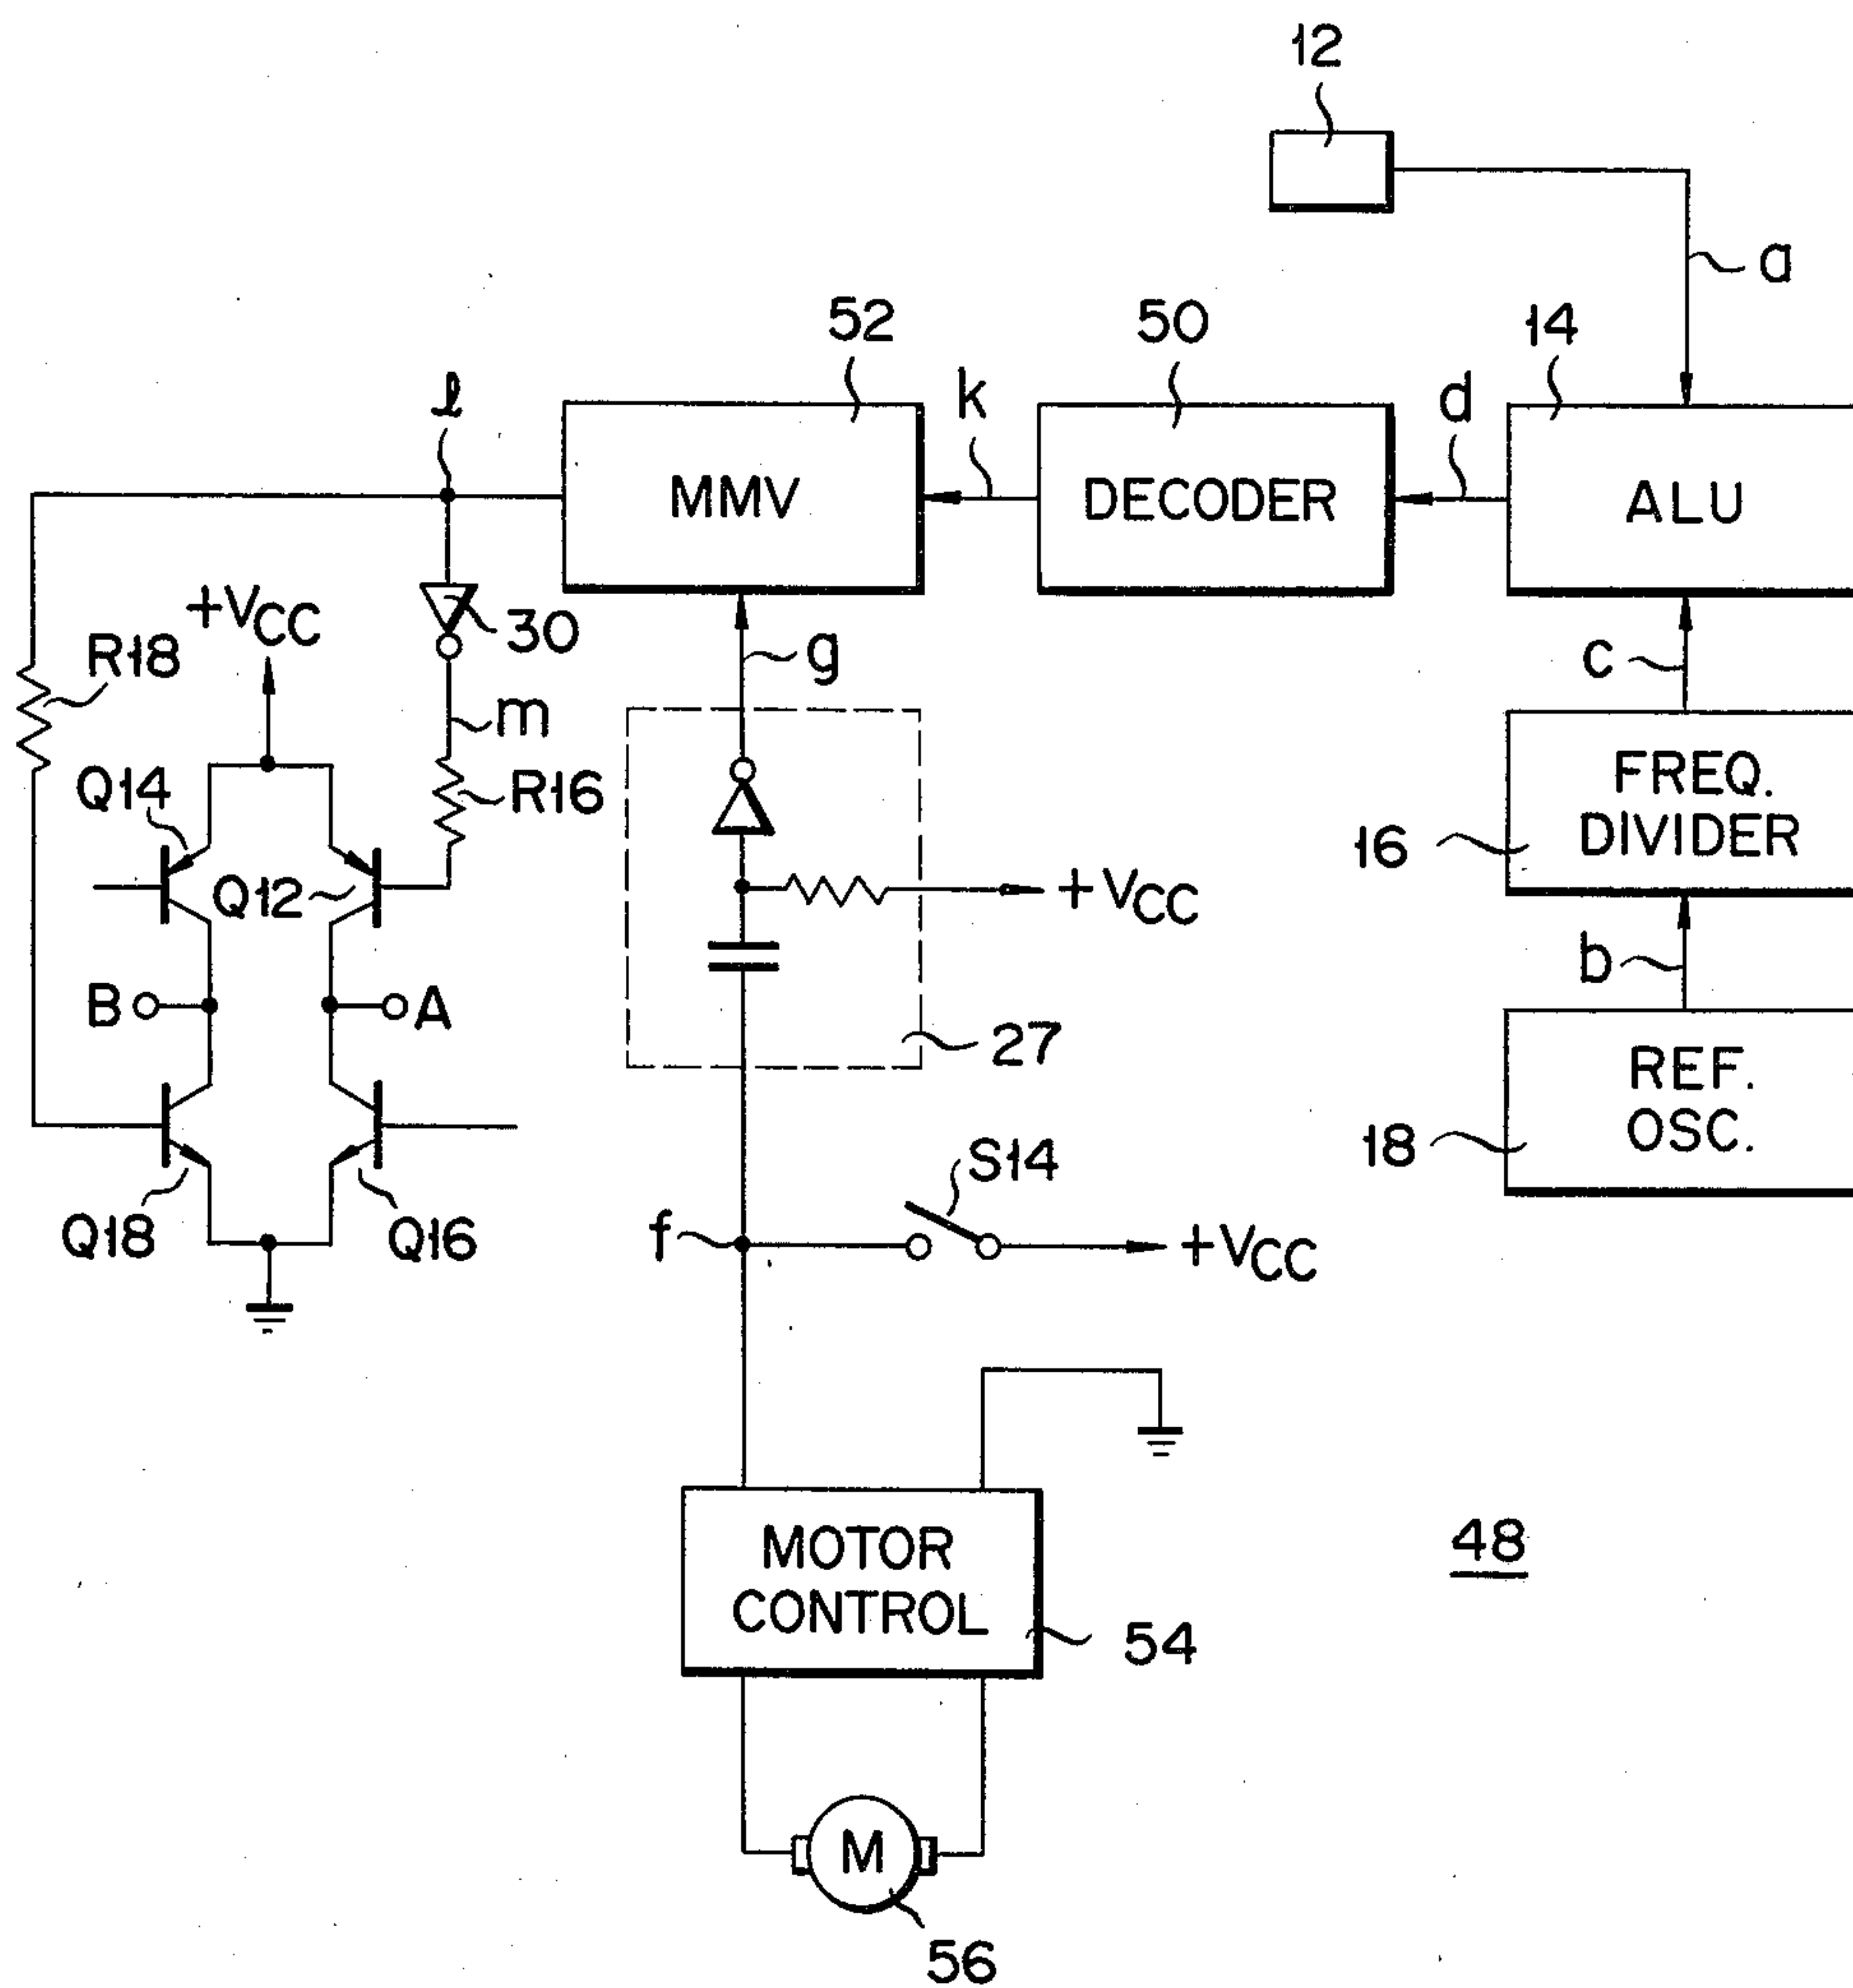 12
a
52
50
14
l
k
d
MMV
DECODER
ALU
+VCC
30
R18
g
c
m
Q14
R16
FREQ.
DIVIDER
16
Q12
+VCC
b
B
A
27
REF.
OSC.
18
S14
Q18
Q16
f
+VCC
MOTOR
CONTROL
48
54
M
56